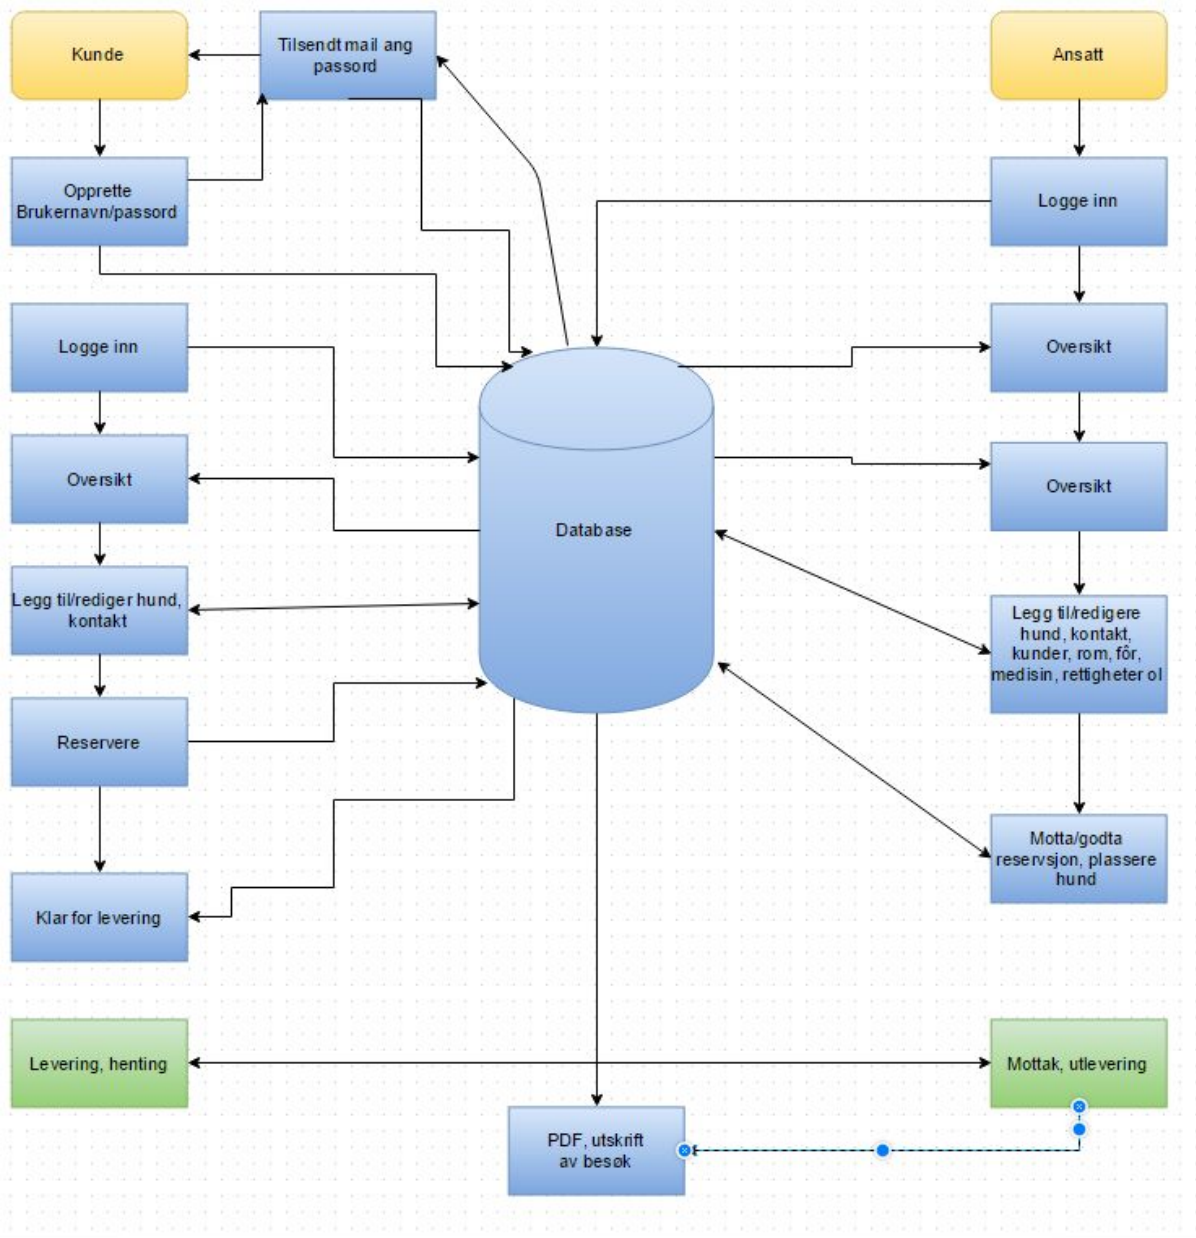 Kunde
Tilsendt mail ang
passord
Ansatt
Opprette
Brukernavn/passord
Logge inn
Logge inn
Oversikt
Oversikt
Oversikt
Database
Legg til/rediger hund,
kontakt
Legg til/redigere
hund, kontakt,
kunder, rom, fôr,
medisin, rettigheter ol
Reservere
Motta/godta
reservsjon, plassere
hund
Klar for levering
Levering, henting
Mottak, utlevering
PDF, utskrift
av besøk